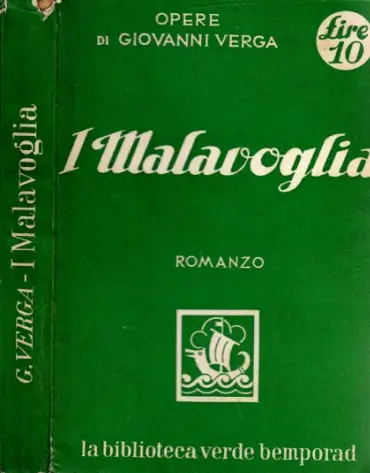 G. VERGA - I Malavoglia
OPERE
DI GIOVANNI VERGA
Lire
10
I Malavoglia
ROMANZO
la biblioteca verde bemporad